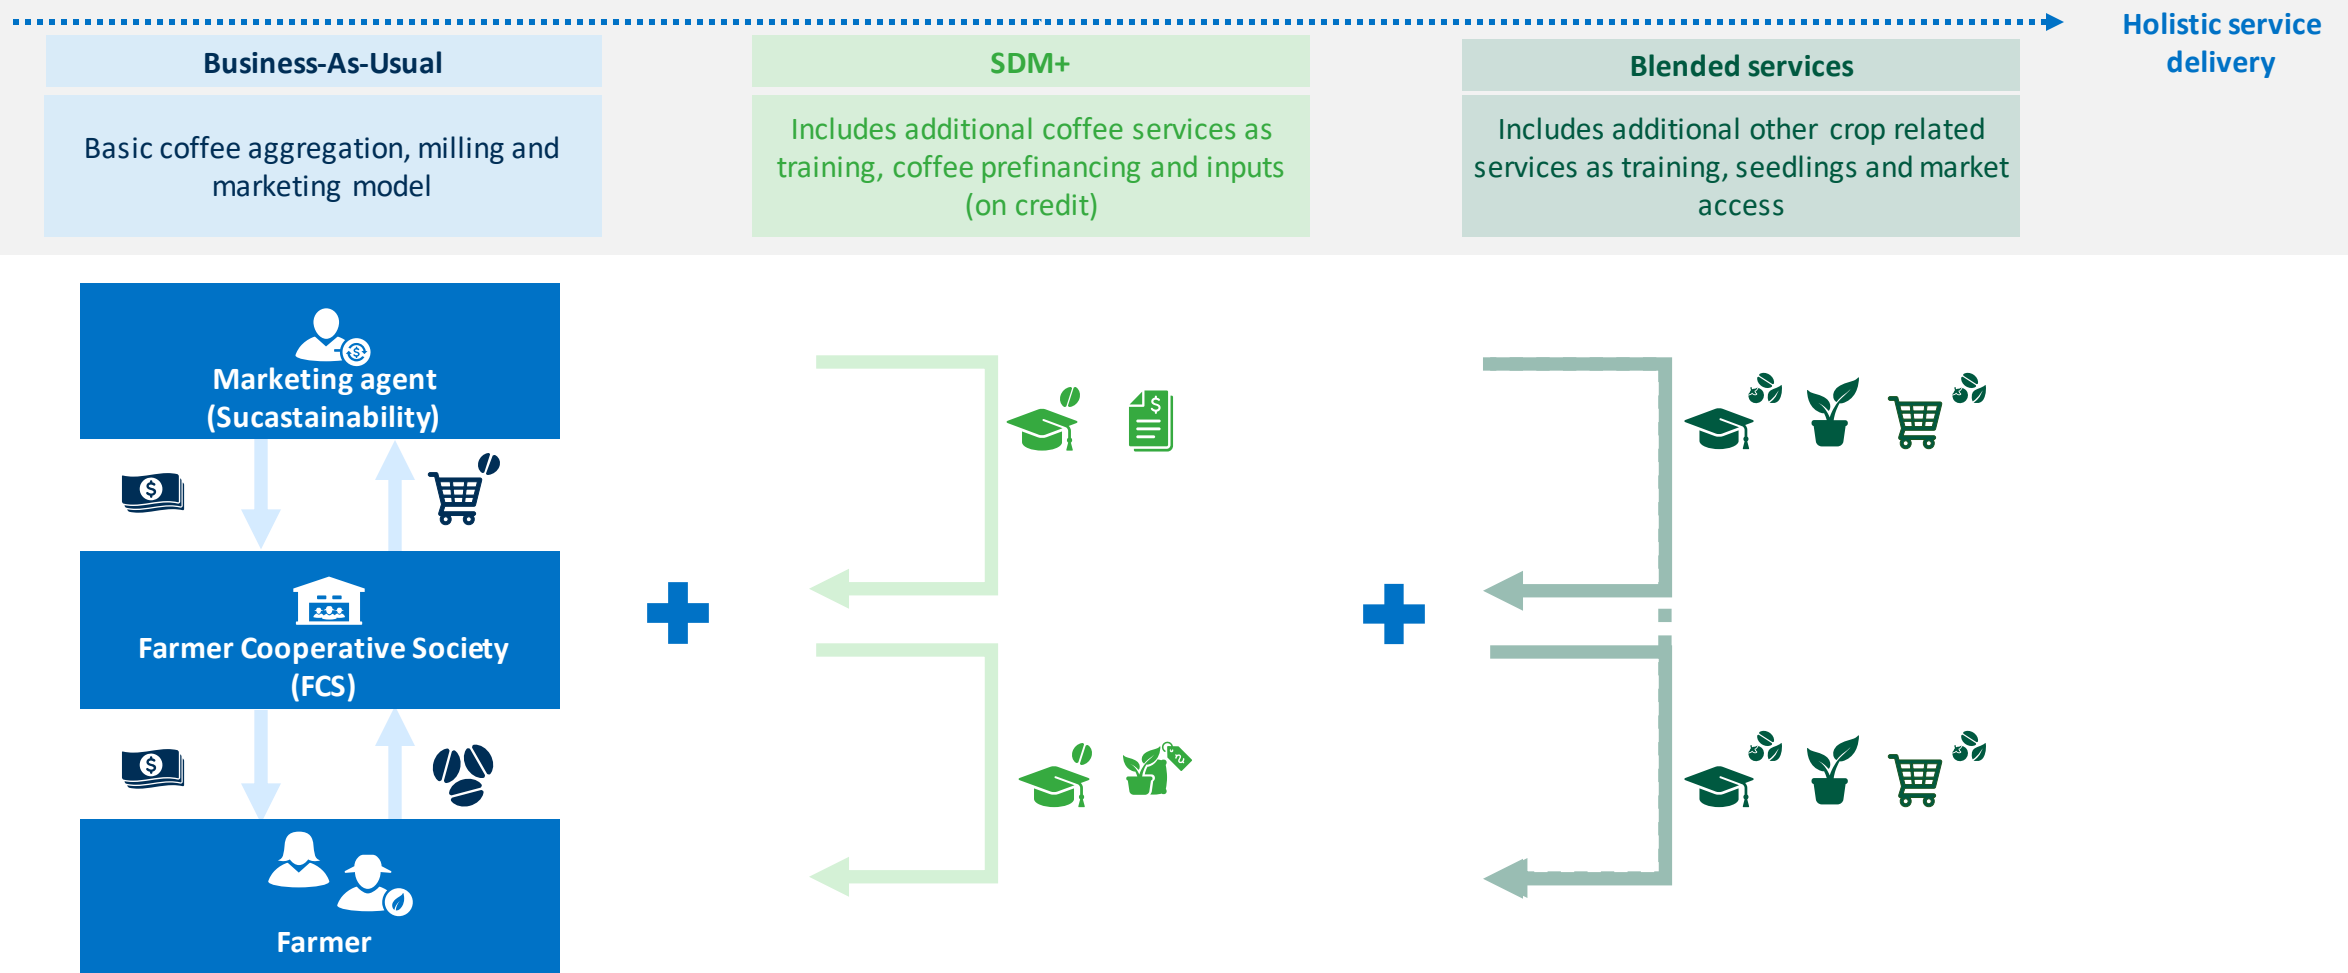 Holistic service
delivery
Business-As-Usual
Basic coffee aggregation, milling and
marketing model
SDM+
Includes additional coffee services as
training, coffee prefinancing and inputs
(on credit)
Blended services
Includes additional other crop related
services as training, seedlings and market
access
Marketing agent
(Sucastainability)
Farmer Cooperative Society
(FCS)
Farmer